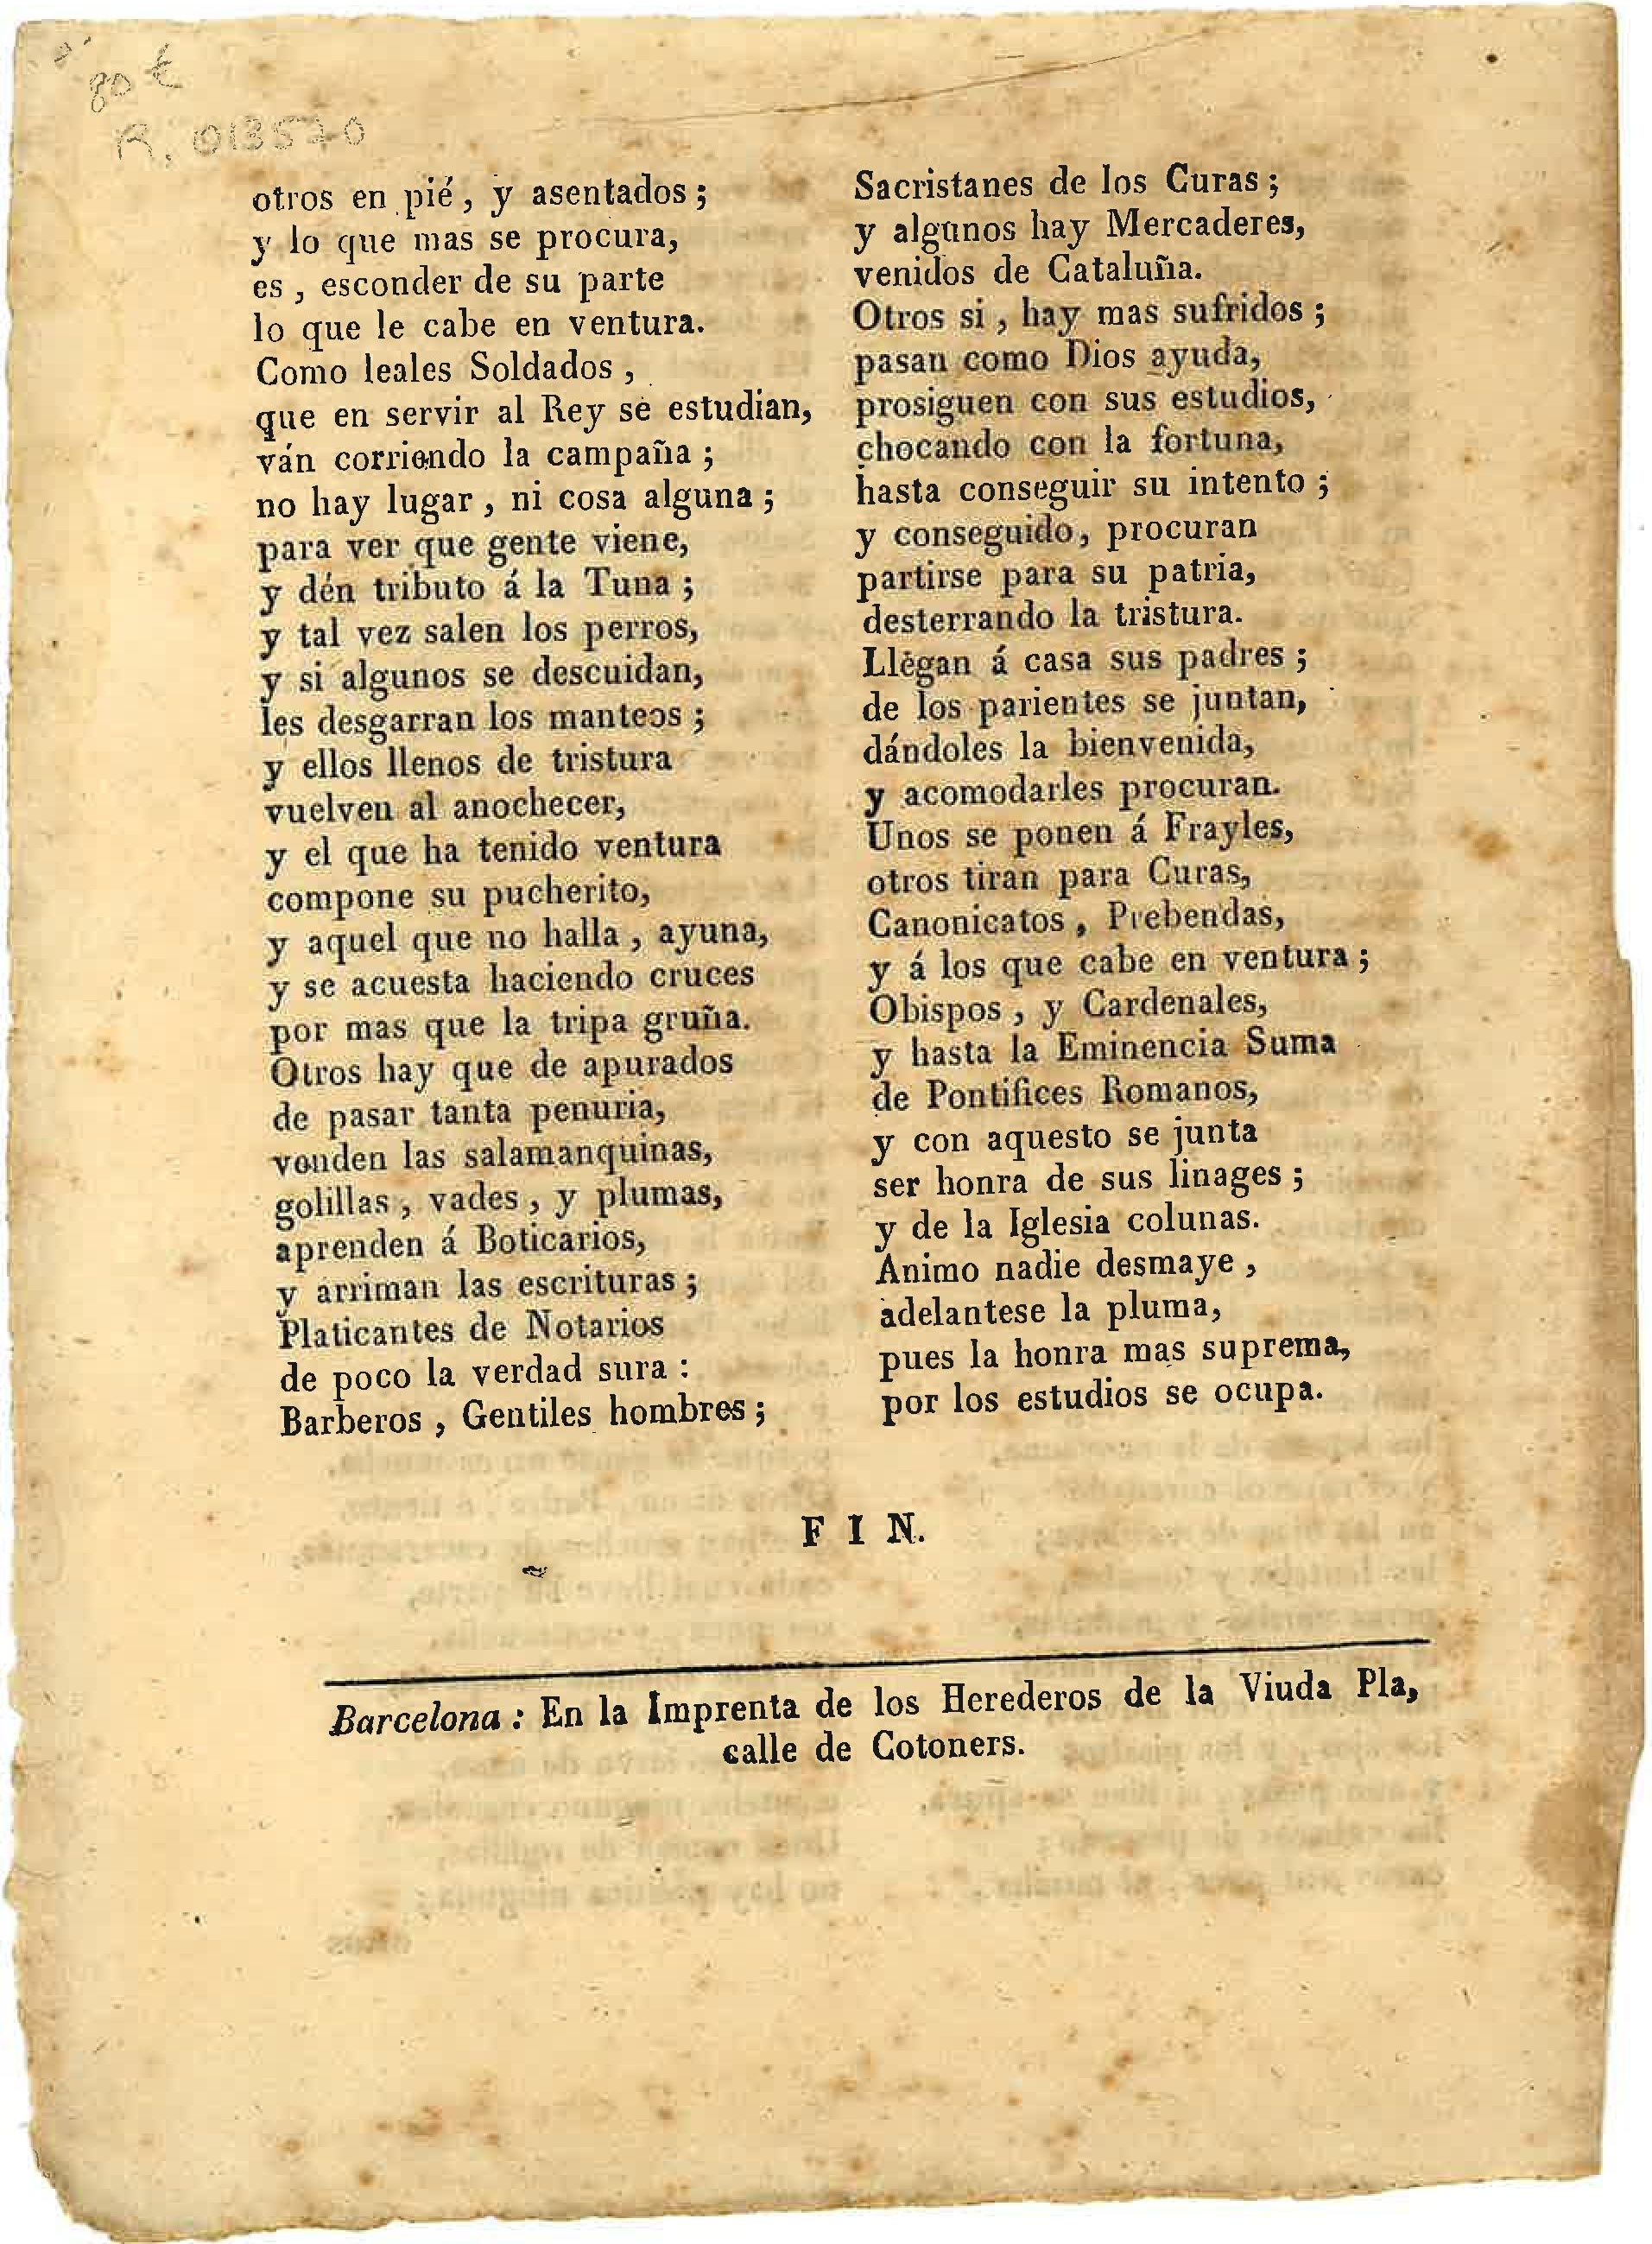 80 €
R. 013570
otros en pié, y asentados;
y lo que mas se procura,
es, esconder de su parte
lo que le cabe en ventura.
Como leales Soldados,
que en servir al Rey se estudian,
ván corriendo la campaña;
no hay lugar, ni cosa alguna;
para ver que gente viene,
y dén tributo á la Tuna;
y tal vez salen los perros,
y si algunos se descuidan,
les desgarran los manteos;
y ellos llenos de tristura
vuelven al anochecer,
y el que ha tenido ventura
compone su pucherito,
y aquel que no halla, ayuna,
y se acuesta haciendo cruces
por mas que la tripa gruña.
Otros hay que de apurados
de pasar tanta penuria,
venden las salamanquinas,
golillas, vades, y plumas,
aprenden á Boticarios,
y arriman las escrituras;
Platicantes de Notarios
de poco la verdad sura:
Barberos, Gentiles hombres;
Sacristanes de los Curas;
y algunos hay Mercaderes,
venidos de Cataluña.
Otros si, hay mas sufridos;
pasan como Dios ayuda,
prosiguen con sus estudios,
chocando con la fortuna,
hasta conseguir su intento;
y conseguido, procuran
partirse para su patria,
desterrando la tristura.
Llegan á casa sus padres;
de los parientes se juntan,
dándoles la bienvenida,
y acomodarles procuran.
Unos se ponen á Frayles,
otros tiran para Curas,
Canonicatos, Prebendas,
y á los que cabe en ventura;
Obispos, y Cardenales,
y hasta la Eminencia Suma
de Pontifices Romanos,
y con aquesto se junta
ser honra de sus linages;
y de la Iglesia colunas.
Animo nadie desmaye,
adelantese la pluma,
pues la honra mas suprema,
por los estudios se ocupa.
FIN.
Barcelona: En la Imprenta de los Herederos de la Viuda Pla,
calle de Cotoners.